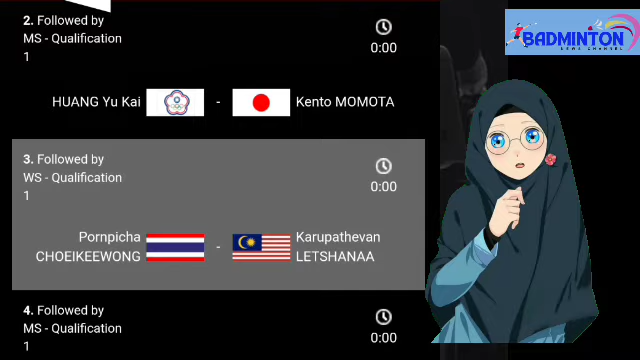 2. Followed by
MS - Qualification
1
0:00
HUANG Yu Kai - Kento MOMOTA
3. Followed by
WS - Qualification
1
0:00
Pornpicha
CHOEIKEEWONG
-
Karupathevan
LETSHANAA
4. Followed by
MS - Qualification
1
0:00
BADMINTON